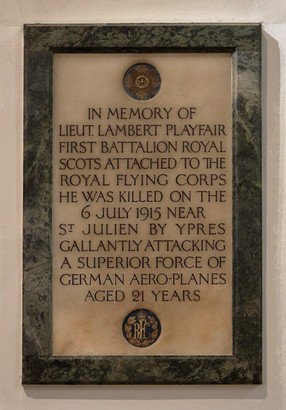 IN MEMORY OF
LIEUT. LAMBERT PLAYFAIR
FIRST BATTALION ROYAL
SCOTS ATTACHED TO THE
ROYAL FLYING CORPS
HE WAS KILLED ON THE
6 JULY 1915 NEAR
ST JULIEN BY YPRES
GALLANTLY ATTACKING
A SUPERIOR FORCE OF
GERMAN AERO-PLANES
AGED 21 YEARS
RFC